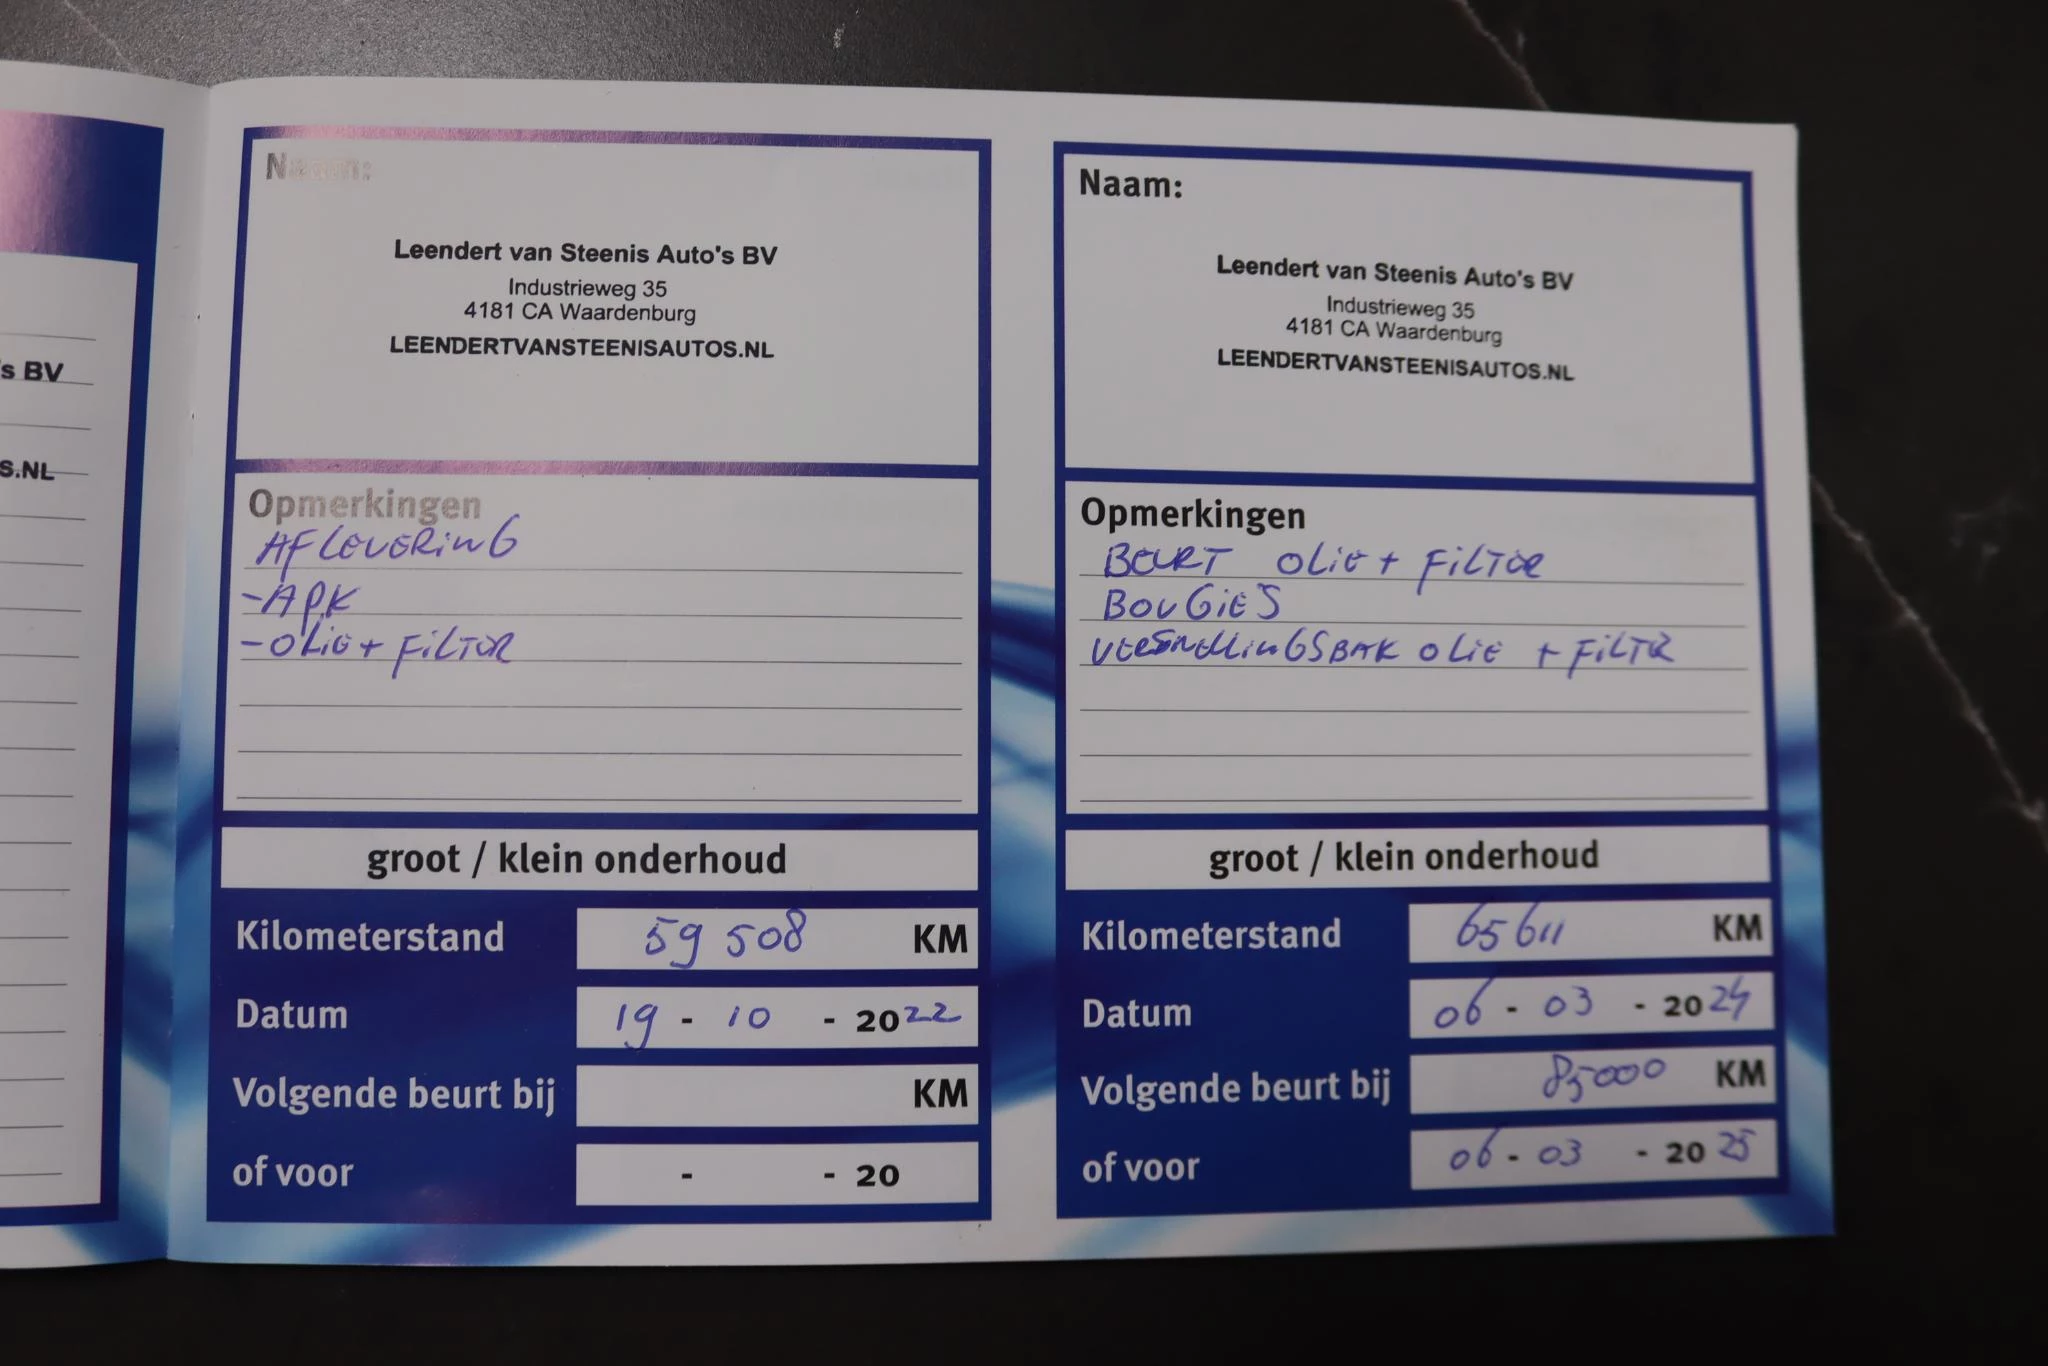 's BV
S.NL
Naam:
Leendert van Steenis Auto's BV
Industrieweg 35
4181 CA Waardenburg
LEENDERTVANSTEENISAUTOS.NL
Opmerkingen
AFLEVERING
-APK
-OLIE + FILTER
groot / klein onderhoud
Kilometerstand 59 508 KM
Datum 19 - 10 - 2022
Volgende beurt bij KM
of voor - - 20
Naam:
Leendert van Steenis Auto's BV
Industrieweg 35
4181 CA Waardenburg
LEENDERTVANSTEENISAUTOS.NL
Opmerkingen
BEURT OLIE + FILTER
BOUGIES
VERSNELLINGSBAK OLIE + FILTR
groot / klein onderhoud
Kilometerstand 65 611 KM
Datum 06 - 03 - 2024
Volgende beurt bij 85000 KM
of voor 06 - 03 - 2025